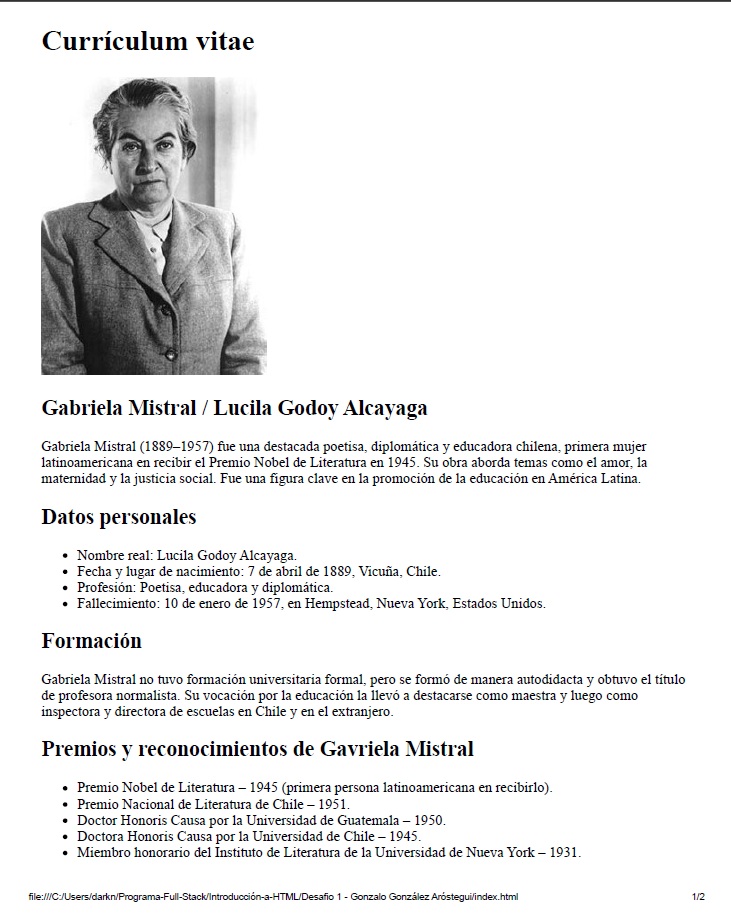 Currículum vitae
Gabriela Mistral / Lucila Godoy Alcayaga
Gabriela Mistral (1889–1957) fue una destacada poetisa, diplomática y educadora chilena, primera mujer
latinoamericana en recibir el Premio Nobel de Literatura en 1945. Su obra aborda temas como el amor, la
maternidad y la justicia social. Fue una figura clave en la promoción de la educación en América Latina.
Datos personales
• Nombre real: Lucila Godoy Alcayaga.
• Fecha y lugar de nacimiento: 7 de abril de 1889, Vicuña, Chile.
• Profesión: Poetisa, educadora y diplomática.
• Fallecimiento: 10 de enero de 1957, en Hempstead, Nueva York, Estados Unidos.
Formación
Gabriela Mistral no tuvo formación universitaria formal, pero se formó de manera autodidacta y obtuvo el título
de profesora normalista. Su vocación por la educación la llevó a destacarse como maestra y luego como
inspectora y directora de escuelas en Chile y en el extranjero.
Premios y reconocimientos de Gavriela Mistral
• Premio Nobel de Literatura – 1945 (primera persona latinoamericana en recibirlo).
• Premio Nacional de Literatura de Chile – 1951.
• Doctor Honoris Causa por la Universidad de Guatemala – 1950.
• Doctora Honoris Causa por la Universidad de Chile – 1945.
• Miembro honorario del Instituto de Literatura de la Universidad de Nueva York – 1931.
file:///C:/Users/darkn/Programa-Full-Stack/Introducción-a-HTML/Desafio 1 - Gonzalo González Aróstegui/index.html 1/2